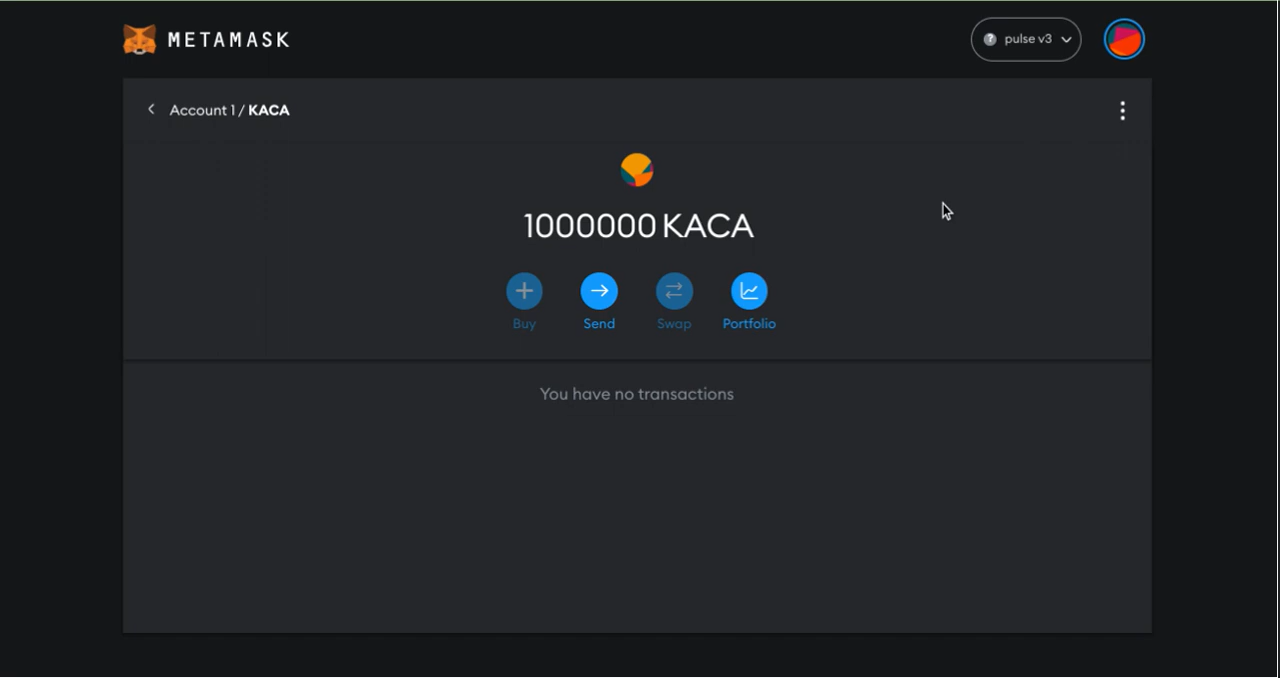 METAMASK
pulse v3
Account 1 / KACA
1000000 KACA
Buy
Send
Swap
Portfolio
You have no transactions